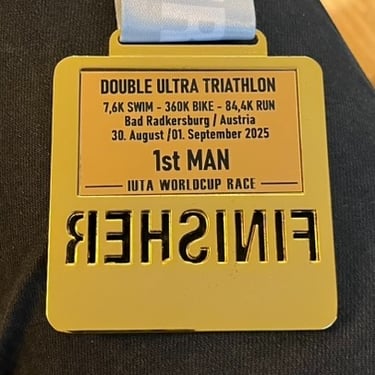 DOUBLE ULTRA TRIATHLON
7,6K SWIM - 360K BIKE - 84,4K RUN
Bad Radkersburg / Austria
30. August /01. September 2025
1st MAN
IUTA WORLDCUP RACE
FINISHER